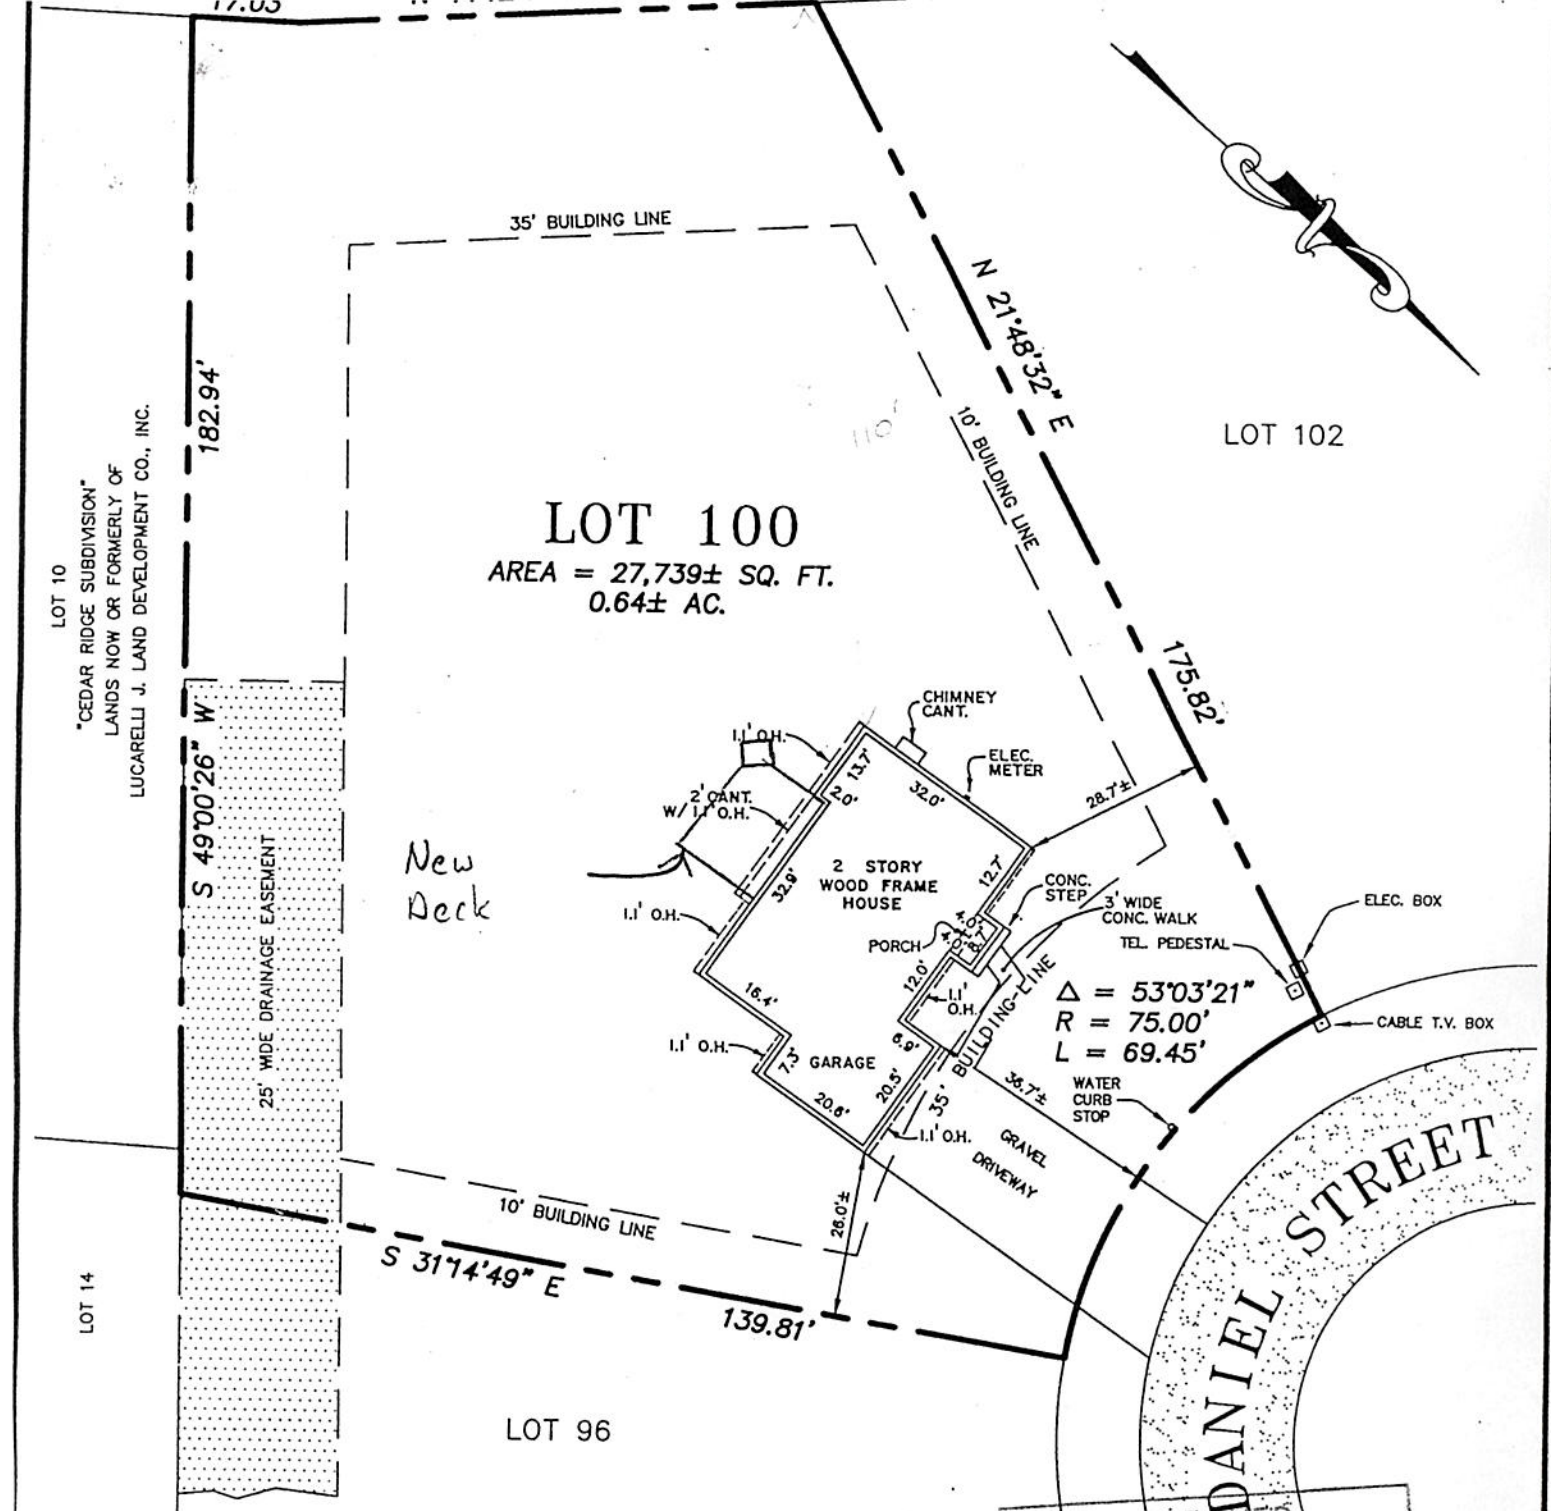 17.03
35' BUILDING LINE
N 21°48'32" E
175.82'
10' BUILDING LINE
LOT 102
110'
182.94'
S 49°00'26" W
LOT 10
"CEDAR RIDGE SUBDIVISION"
LANDS NOW OR FORMERLY OF
LUCARELLI J. LAND DEVELOPMENT CO., INC.
LOT 100
AREA = 27,739± SQ. FT.
0.64± AC.
CHIMNEY
CANT.
1.1' O.H.
ELEC.
METER
13.7'
2.0'
32.0'
28.7'±
2' CANT.
W/ 1.1' O.H.
New
Deck
2 STORY
WOOD FRAME
HOUSE
32.9'
12.7'
CONC.
STEP
3' WIDE
CONC. WALK
1.1' O.H.
4.0'
4.0'
8.7'
PORCH
ELEC. BOX
TEL. PEDESTAL
12.0'
16.4'
1.1'
O.H.
35' BUILDING-LINE
Δ = 53°03'21"
R = 75.00'
L = 69.45'
CABLE T.V. BOX
25' WIDE DRAINAGE EASEMENT
1.1' O.H.
7.3'
GARAGE
6.9'
20.5'
20.6'
36.7'±
WATER
CURB
STOP
1.1' O.H.
GRAVEL
DRIVEWAY
26.0'±
10' BUILDING LINE
S 31°14'49" E
139.81'
LOT 14
LOT 96
DANIEL STREET